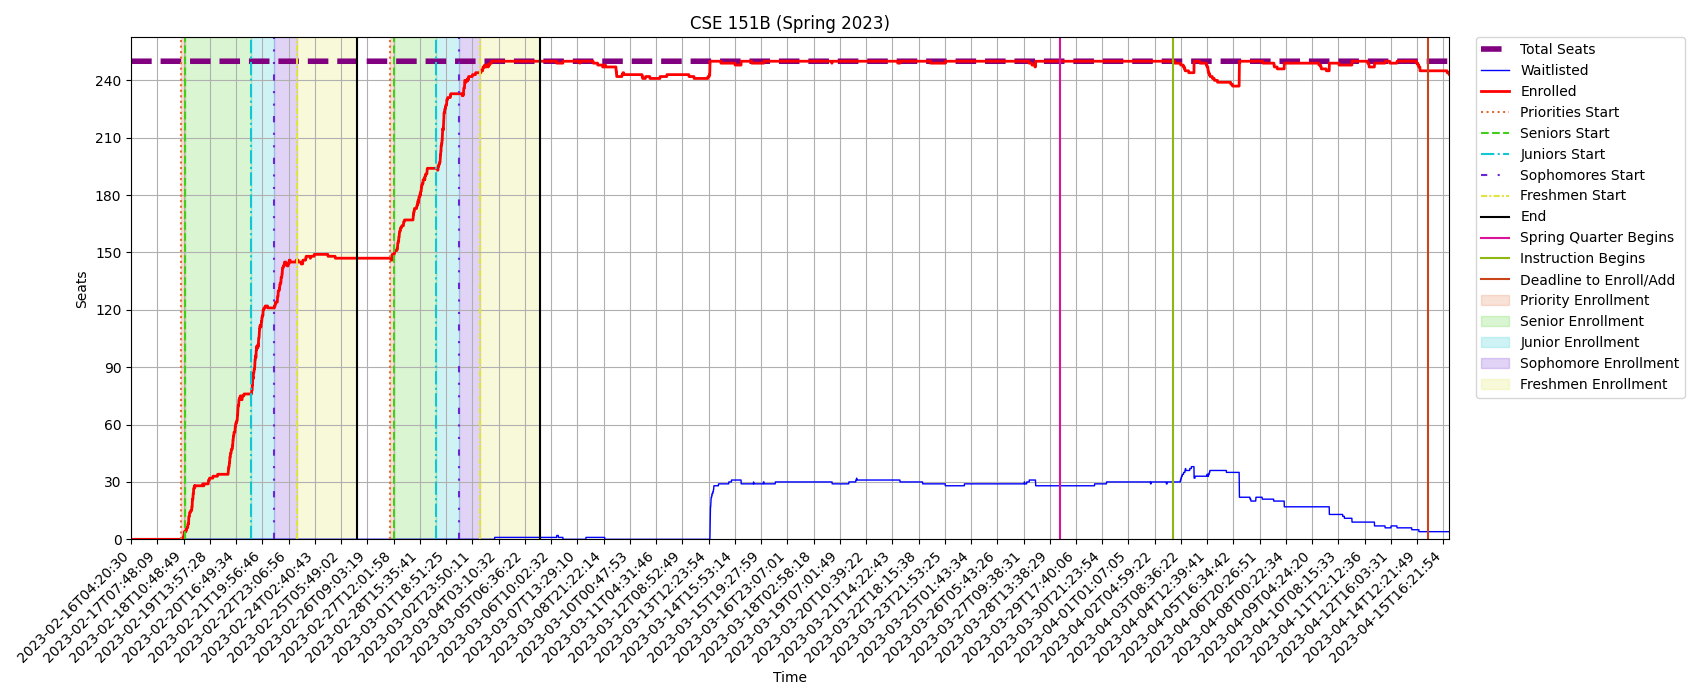 CSE 151B (Spring 2023)
Seats
240
210
180
150
120
90
60
30
0
2023-02-16T04:20:30
2023-02-17T07:48:09
2023-02-18T10:48:49
2023-02-19T13:57:28
2023-02-20T16:49:34
2023-02-21T19:56:46
2023-02-22T23:06:56
2023-02-24T02:40:43
2023-02-25T05:49:02
2023-02-26T09:03:19
2023-02-27T12:01:58
2023-02-28T15:35:41
2023-03-01T18:51:25
2023-03-02T23:50:11
2023-03-04T03:10:32
2023-03-05T06:36:22
2023-03-06T10:02:32
2023-03-07T13:29:10
2023-03-08T21:22:14
2023-03-10T00:47:53
2023-03-11T04:31:46
2023-03-12T08:52:49
2023-03-13T12:23:54
2023-03-14T15:53:14
2023-03-15T19:27:59
2023-03-16T23:07:01
2023-03-18T02:58:18
2023-03-19T07:01:49
2023-03-20T10:39:22
2023-03-21T14:22:43
2023-03-22T18:15:38
2023-03-23T21:53:25
2023-03-25T01:43:34
2023-03-26T05:43:26
2023-03-27T09:38:31
2023-03-28T13:38:29
2023-03-29T17:40:06
2023-03-30T21:23:54
2023-04-01T01:07:05
2023-04-02T04:59:22
2023-04-03T08:36:22
2023-04-04T12:39:41
2023-04-05T16:34:42
2023-04-06T20:26:51
2023-04-08T00:22:34
2023-04-09T04:24:20
2023-04-10T08:15:33
2023-04-11T12:12:36
2023-04-12T16:03:31
2023-04-14T12:21:49
2023-04-15T16:21:54
Time
Total Seats
Waitlisted
Enrolled
Priorities Start
Seniors Start
Juniors Start
Sophomores Start
Freshmen Start
End
Spring Quarter Begins
Instruction Begins
Deadline to Enroll/Add
Priority Enrollment
Senior Enrollment
Junior Enrollment
Sophomore Enrollment
Freshmen Enrollment